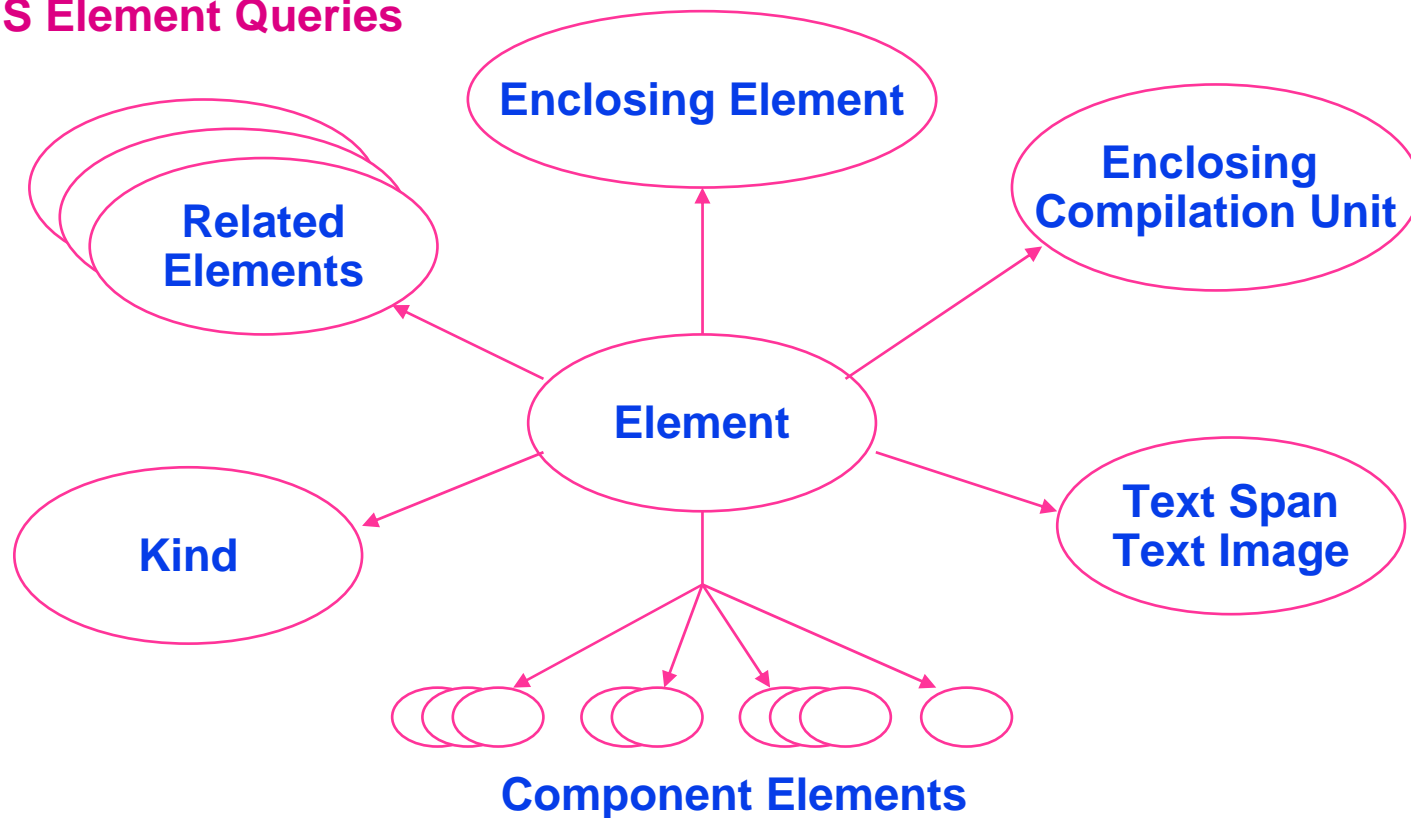 S Element Queries
Enclosing Element
Enclosing
Compilation Unit
Related
Elements
Element
Kind
Text Span
Text Image
Component Elements